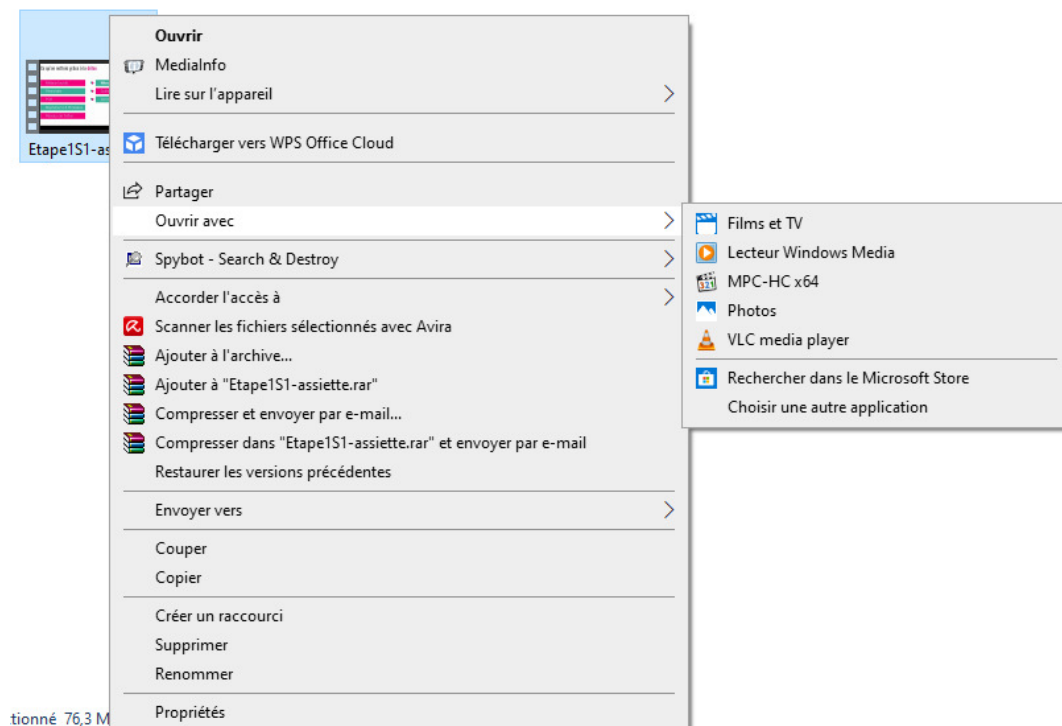 Ouvrir
MediaInfo
Lire sur l'appareil
Télécharger vers WPS Office Cloud
Partager
Ouvrir avec
Spybot - Search & Destroy
Accorder l'accès à
Scanner les fichiers sélectionnés avec Avira
Ajouter à l'archive...
Ajouter à "Etape1S1-assiette.rar"
Compresser et envoyer par e-mail...
Compresser dans "Etape1S1-assiette.rar" et envoyer par e-mail
Restaurer les versions précédentes
Envoyer vers
Couper
Copier
Créer un raccourci
Supprimer
Renommer
Propriétés
Films et TV
Lecteur Windows Media
MPC-HC x64
Photos
VLC media player
Rechercher dans le Microsoft Store
Choisir une autre application
Etape1S1-as
tionné 76,3 M